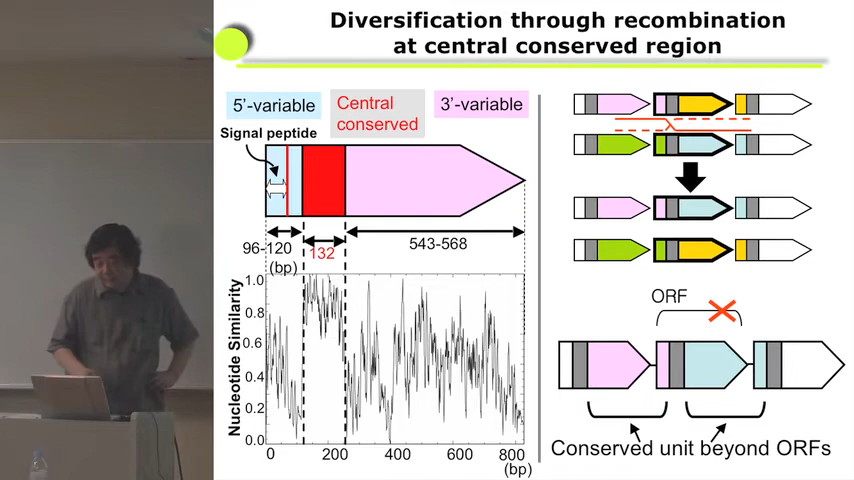 Diversification through recombination
at central conserved region
5'-variable
Central
conserved
3'-variable
Signal peptide
96-120
(bp)
132
543-568
Nucleotide Similarity
1.0
0.8
0.6
0.4
0.2
0.0
0
200
400
600
800
(bp)
ORF
Conserved unit beyond ORFs